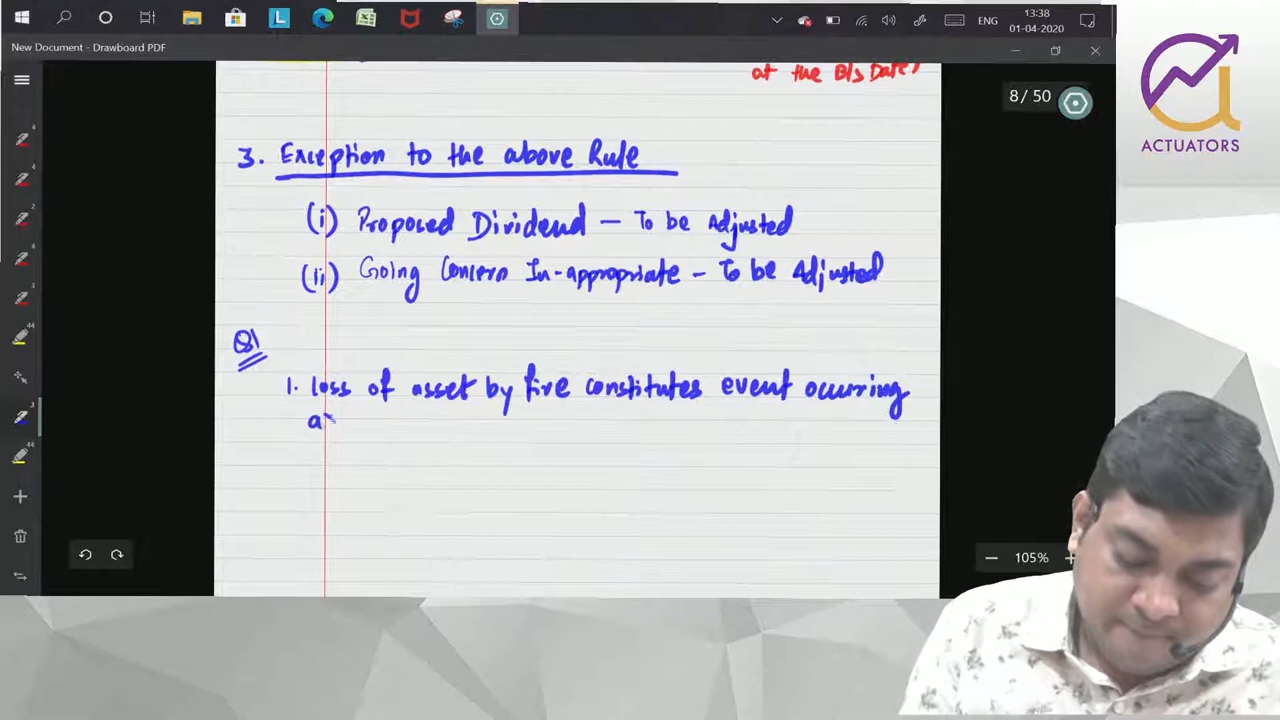 13:38
ENG
01-04-2020
New Document - Drawboard PDF
at the B/s Date)
8 / 50
ACTUATORS
3. Exception to the above Rule
(i) Proposed Dividend – To be Adjusted
(ii) Going Concern In-appropriate – To be Adjusted
Q1
1. loss of asset by fire constitutes event ocurring
a
105%